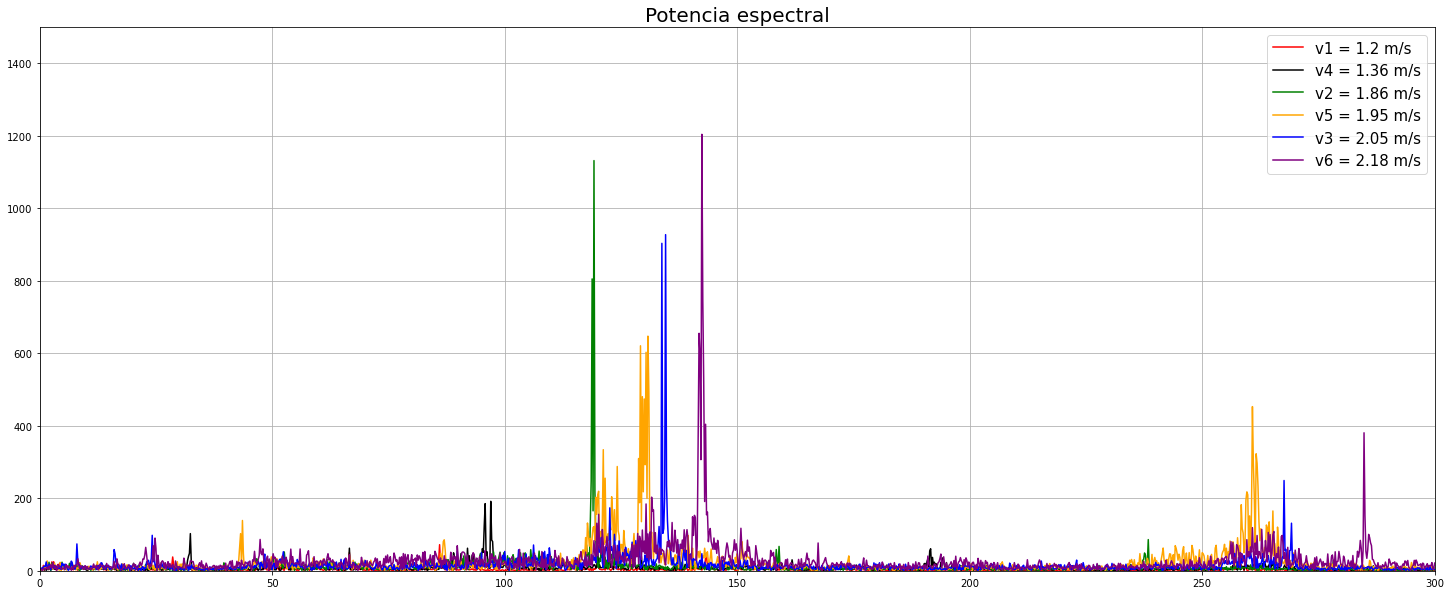 Potencia espectral
1400
1200
1000
800
600
400
200
0
0 50 100 150 200 250 300
v1 = 1.2 m/s
v4 = 1.36 m/s
v2 = 1.86 m/s
v5 = 1.95 m/s
v3 = 2.05 m/s
v6 = 2.18 m/s